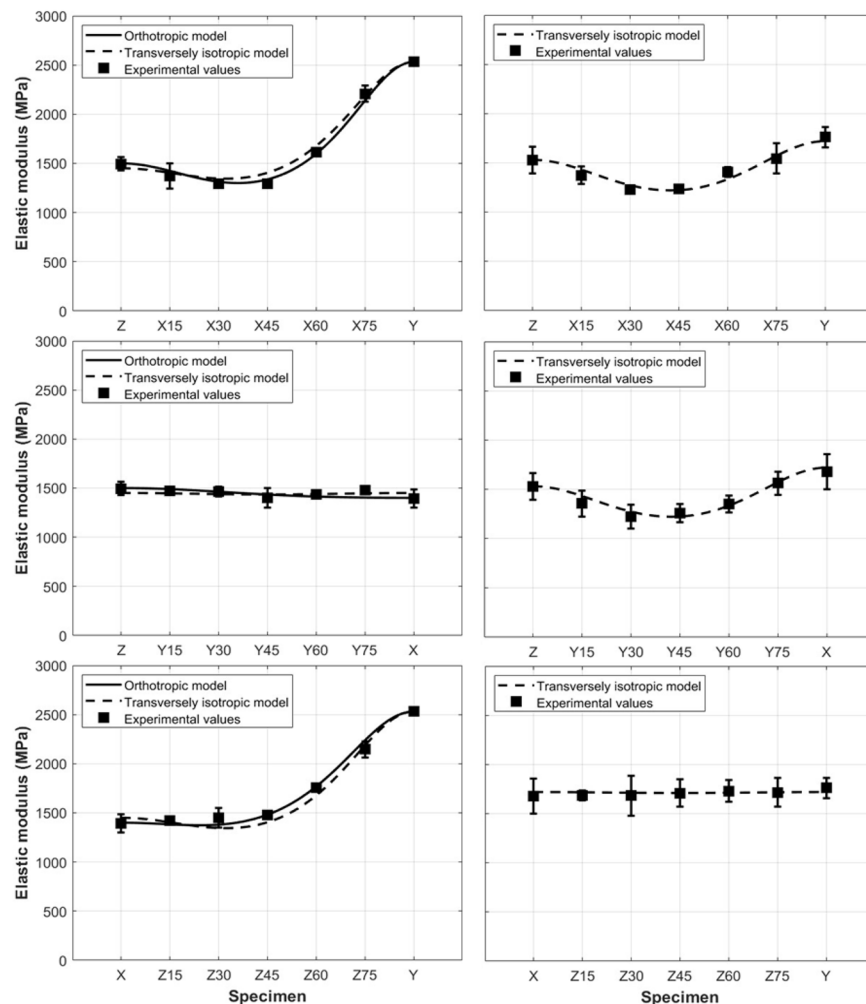 Orthotropic model
Transversely isotropic model
Experimental values
Elastic modulus (MPa)
3000
2500
2000
1500
1000
500
0
Z X15 X30 X45 X60 X75 Y
Transversely isotropic model
Experimental values
Elastic modulus (MPa)
Z X15 X30 X45 X60 X75 Y
Orthotropic model
Transversely isotropic model
Experimental values
Elastic modulus (MPa)
3000
2500
2000
1500
1000
500
0
Z Y15 Y30 Y45 Y60 Y75 X
Transversely isotropic model
Experimental values
Z Y15 Y30 Y45 Y60 Y75 X
Orthotropic model
Transversely isotropic model
Experimental values
Elastic modulus (MPa)
3000
2500
2000
1500
1000
500
0
X Z15 Z30 Z45 Z60 Z75 Y
Specimen
Transversely isotropic model
Experimental values
X Z15 Z30 Z45 Z60 Z75 Y
Specimen